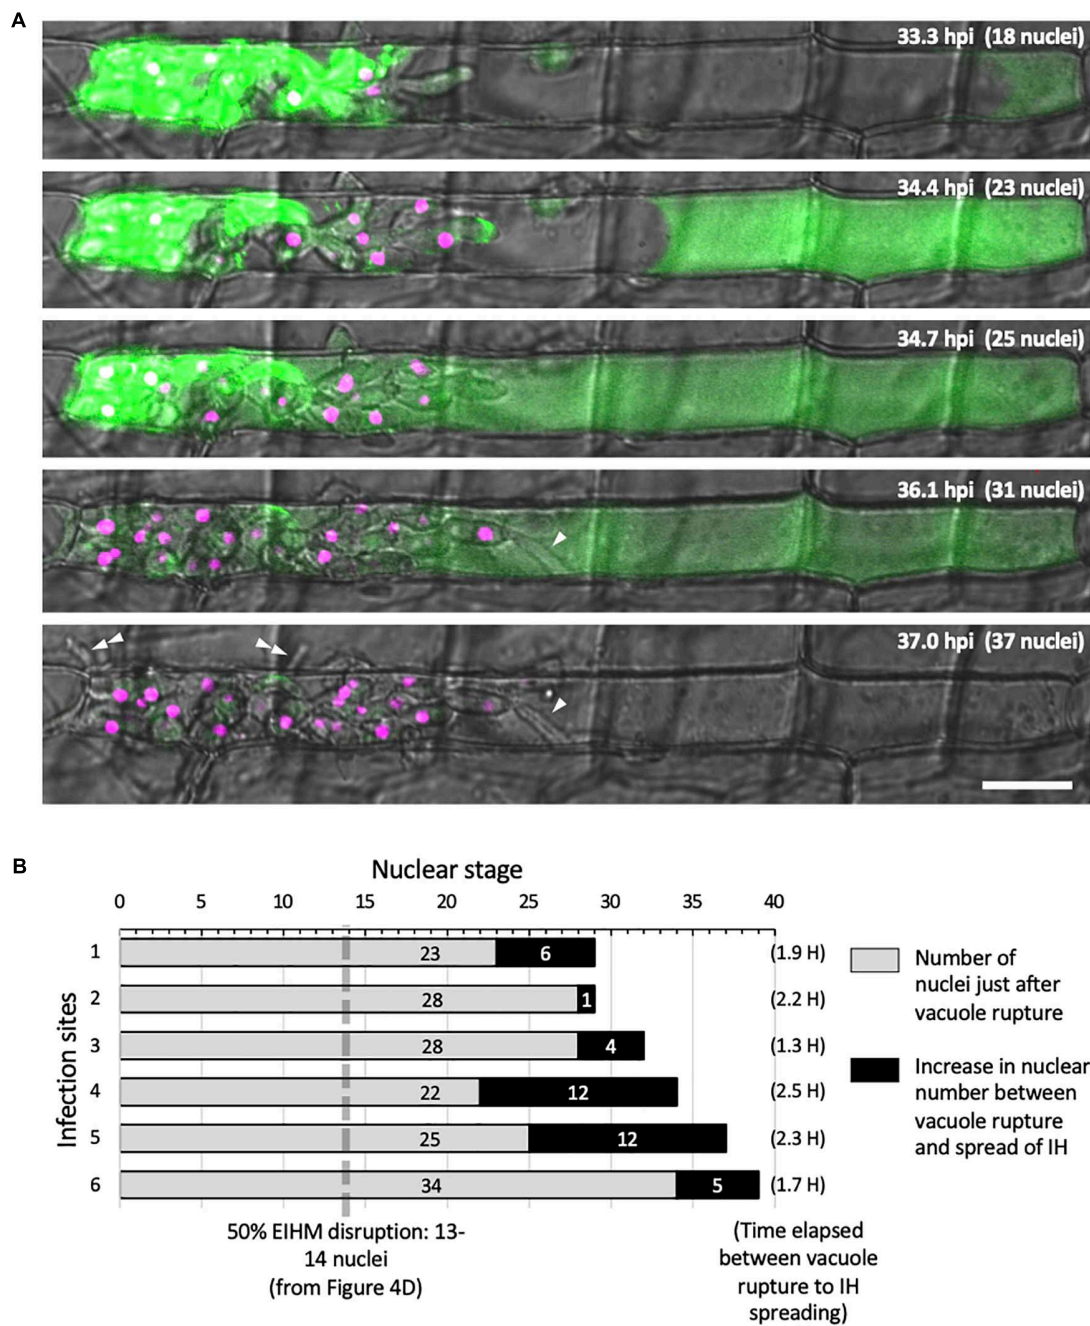 A
33.3 hpi (18 nuclei)
34.4 hpi (23 nuclei)
34.7 hpi (25 nuclei)
36.1 hpi (31 nuclei)
37.0 hpi (37 nuclei)
B
Nuclear stage
0 5 10 15 20 25 30 35 40
Infection sites
1 23 6 (1.9 H)
2 28 1 (2.2 H)
3 28 4 (1.3 H)
4 22 12 (2.5 H)
5 25 12 (2.3 H)
6 34 5 (1.7 H)
Number of
nuclei just after
vacuole rupture
Increase in nuclear
number between
vacuole rupture
and spread of IH
50% EIHM disruption: 13-
14 nuclei
(from Figure 4D)
(Time elapsed
between vacuole
rupture to IH
spreading)